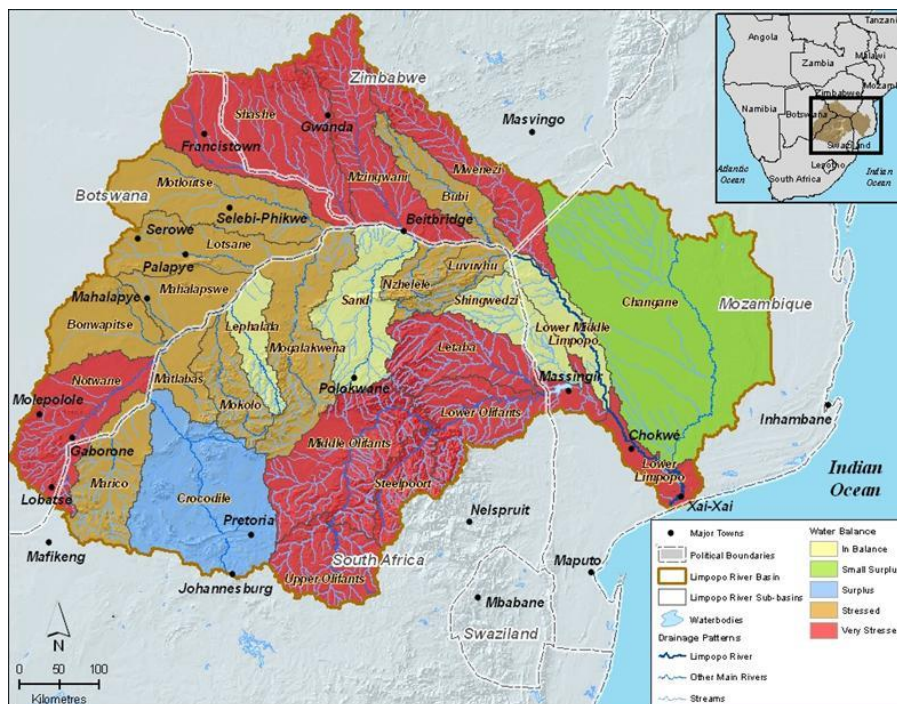 Angola
Zambia
Tanzani
Malawi
Zimbabwe
Mozamb
Namibia
Botswana
Swaziland
Lesotho
South Africa
Atlantic
Ocean
Indian
Ocean
Zimbabwe
Shashe
Gwanda
Francistown
Masvingo
Mzingwani
Mwenezi
Bubi
Motloutse
Botswana
Selebi-Phikwe
Beitbridge
Serowe
Lotsane
Palapye
Luvuvhu
Nzhelele
Mahalapye
Mahalapswe
Sand
Shingwedzi
Changane
Mozambique
Lephalala
Bonwapitse
Mogalakwena
Lower Middle
Limpopo
Letaba
Notwane
Matlabas
Polokwane
Massingir
Molepolole
Mokolo
Lower Olifants
Inhambane
Middle Olifants
Chokwé
Gaborone
Lower
Limpopo
Marico
Crocodile
Steelpoort
Xai-Xai
Lobatse
Indian
Ocean
Pretoria
Nelspruit
Mafikeng
South Africa
Maputo
Johannesburg
Upper Olifants
Mbabane
Swaziland
N
0 50 100
Kilometres
Major Towns
Political Boundaries
Limpopo River Basin
Limpopo River Sub-basins
Waterbodies
Drainage Patterns
Limpopo River
Other Main Rivers
Streams
Water Balance
In Balance
Small Surplu
Surplus
Stressed
Very Stresse